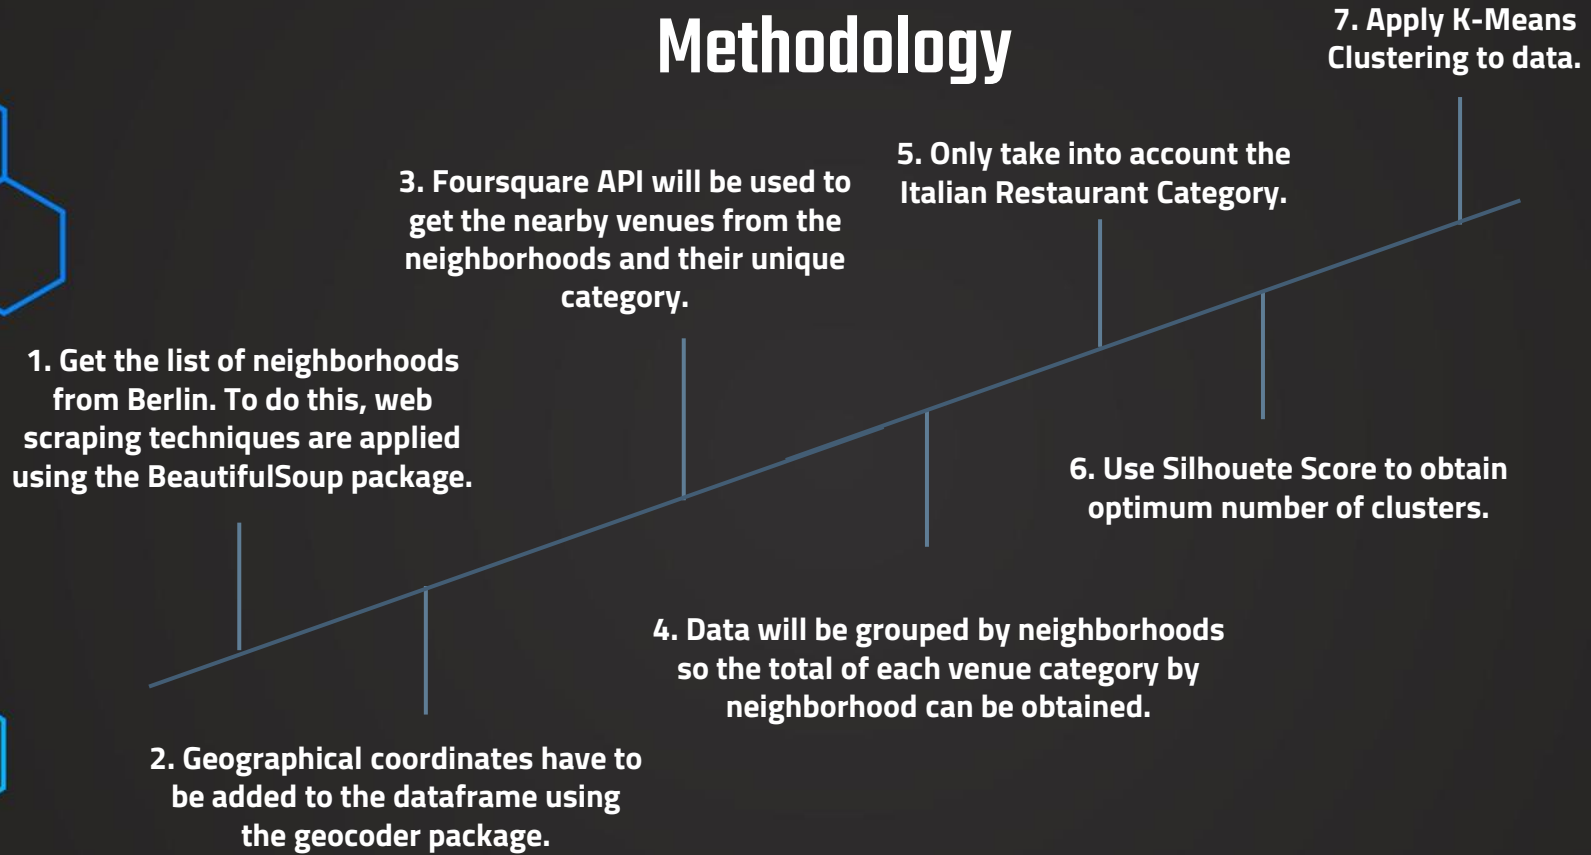 Methodology
1. Get the list of neighborhoods
from Berlin. To do this, web
scraping techniques are applied
using the BeautifulSoup package.
2. Geographical coordinates have to
be added to the dataframe using
the geocoder package.
3. Foursquare API will be used to
get the nearby venues from the
neighborhoods and their unique
category.
4. Data will be grouped by neighborhoods
so the total of each venue category by
neighborhood can be obtained.
5. Only take into account the
Italian Restaurant Category.
6. Use Silhouete Score to obtain
optimum number of clusters.
7. Apply K-Means
Clustering to data.